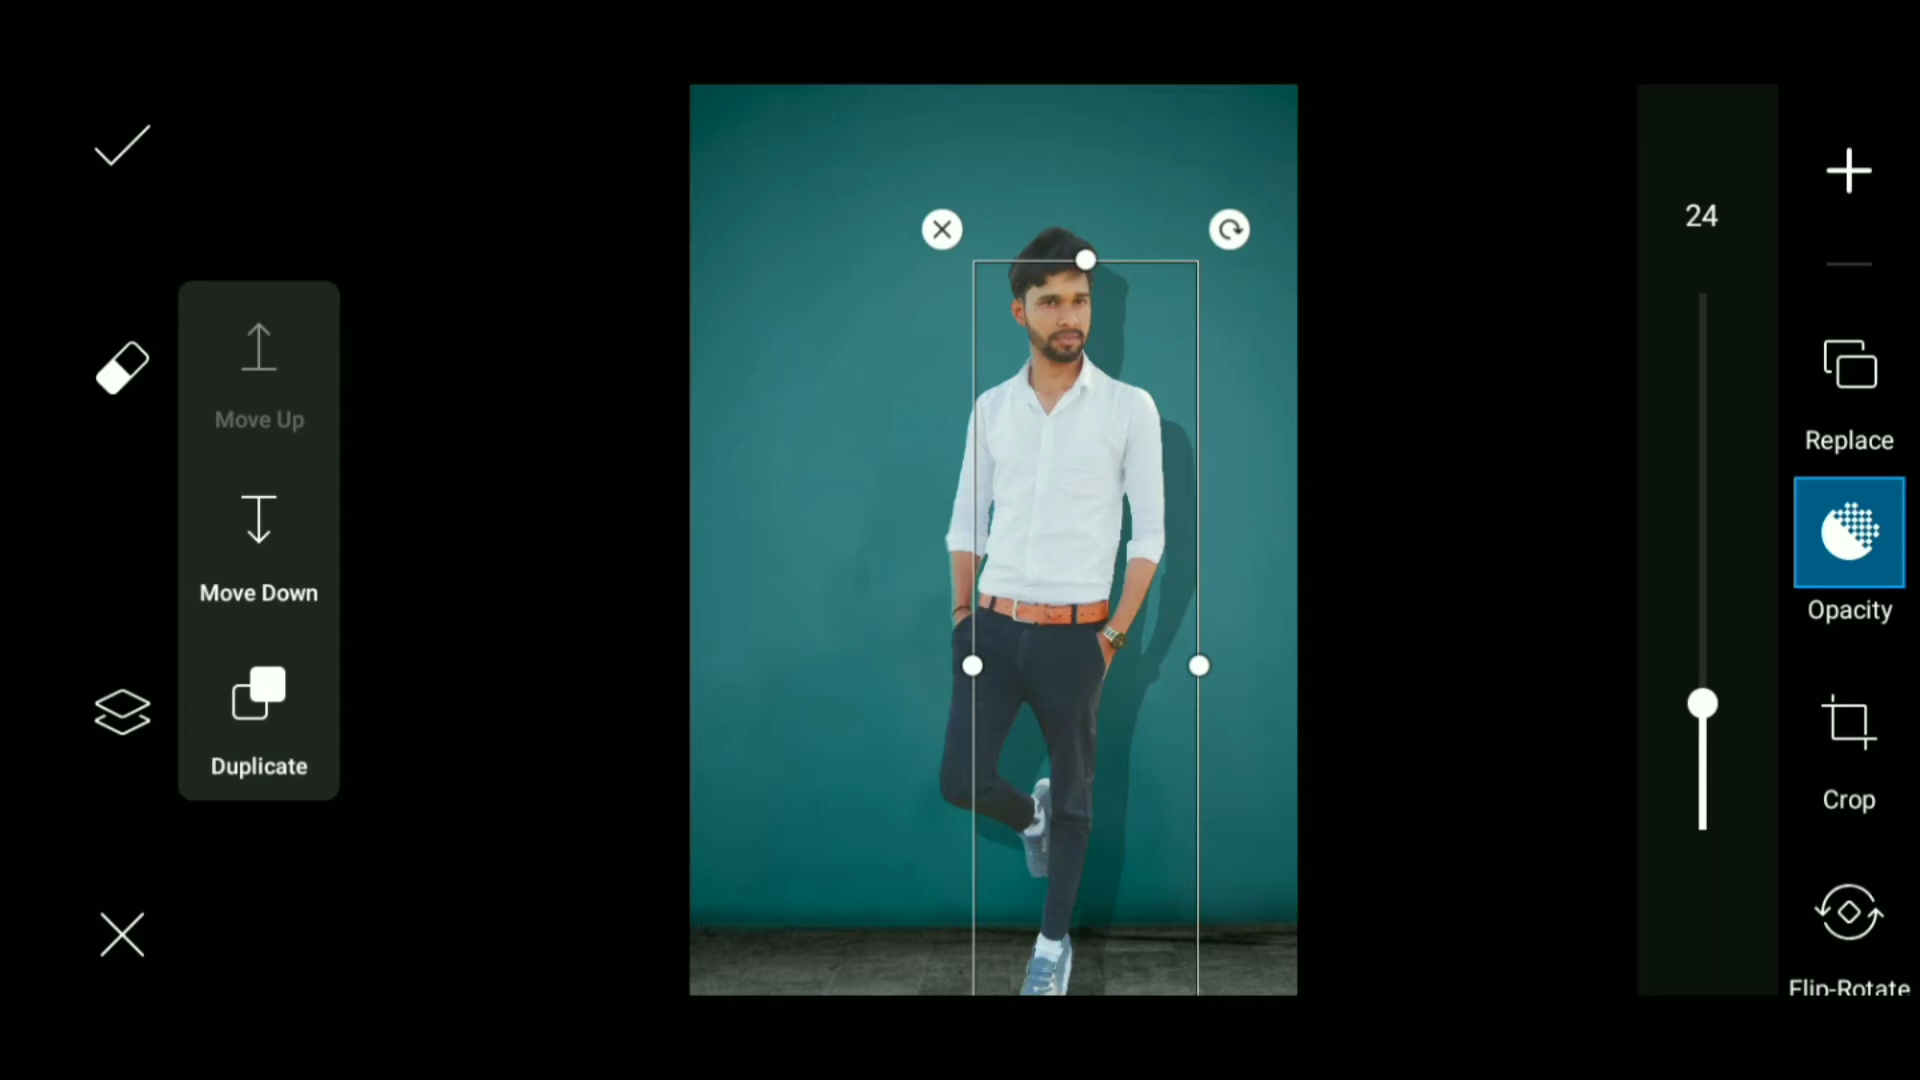 Move Up
Move Down
Duplicate
24
Replace
Opacity
Crop
Flip-Rotate